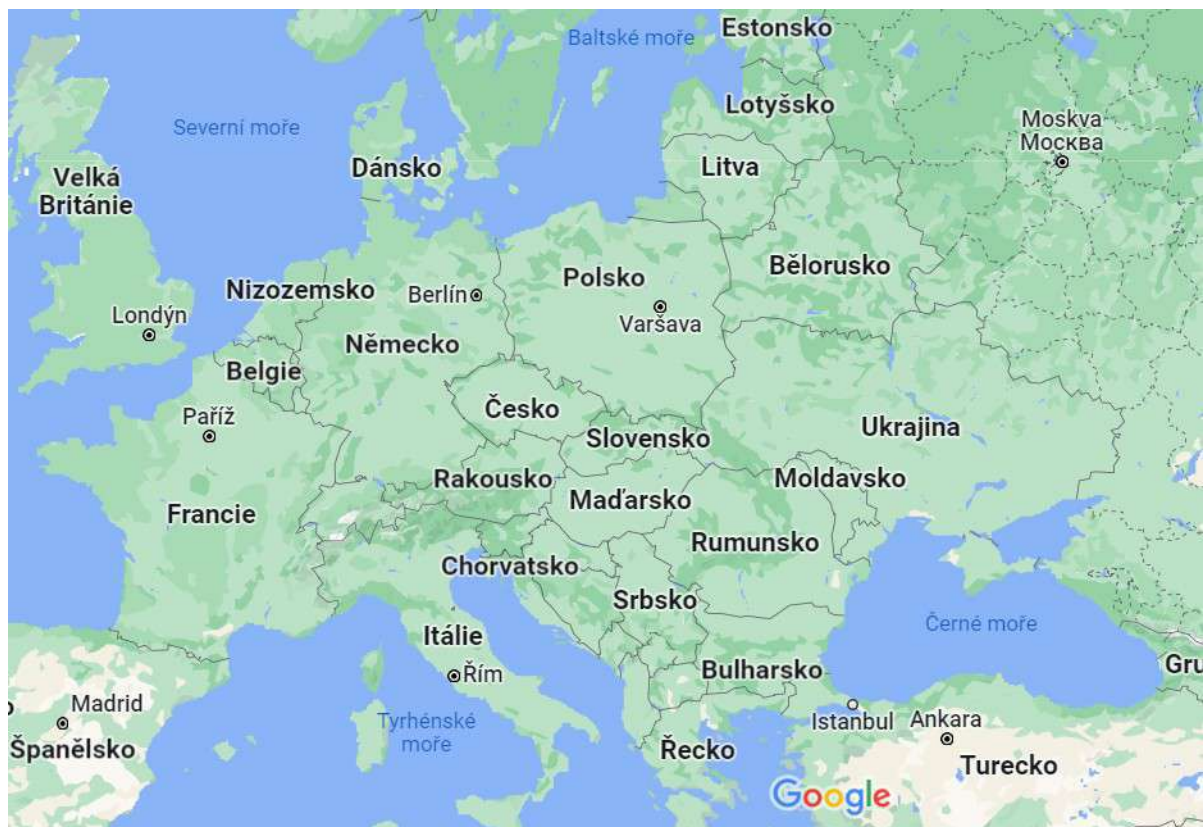 Estonsko
Baltské moře
Lotyšsko
Moskva
Москва
Severní moře
Dánsko
Litva
Velká
Británie
Bělorusko
Polsko
Nizozemsko
Berlín
Varšava
Londýn
Německo
Belgie
Česko
Paříž
Ukrajina
Slovensko
Rakousko
Moldavsko
Maďarsko
Francie
Rumunsko
Chorvatsko
Srbsko
Černé moře
Itálie
Bulharsko
Gru
Řím
Madrid
o
Tyrhénské
moře
Istanbul
Ankara
Španělsko
Řecko
Turecko
Google